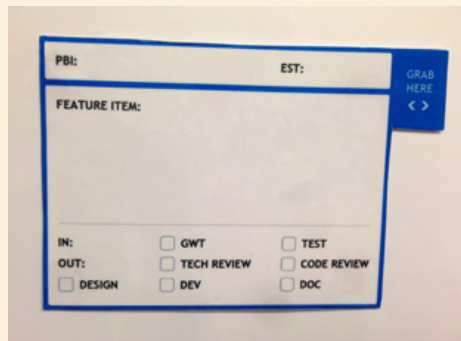 PBI: EST:
GRAB
HERE
< >
FEATURE ITEM:
IN: GWT TEST
OUT: TECH REVIEW CODE REVIEW
DESIGN DEV DOC